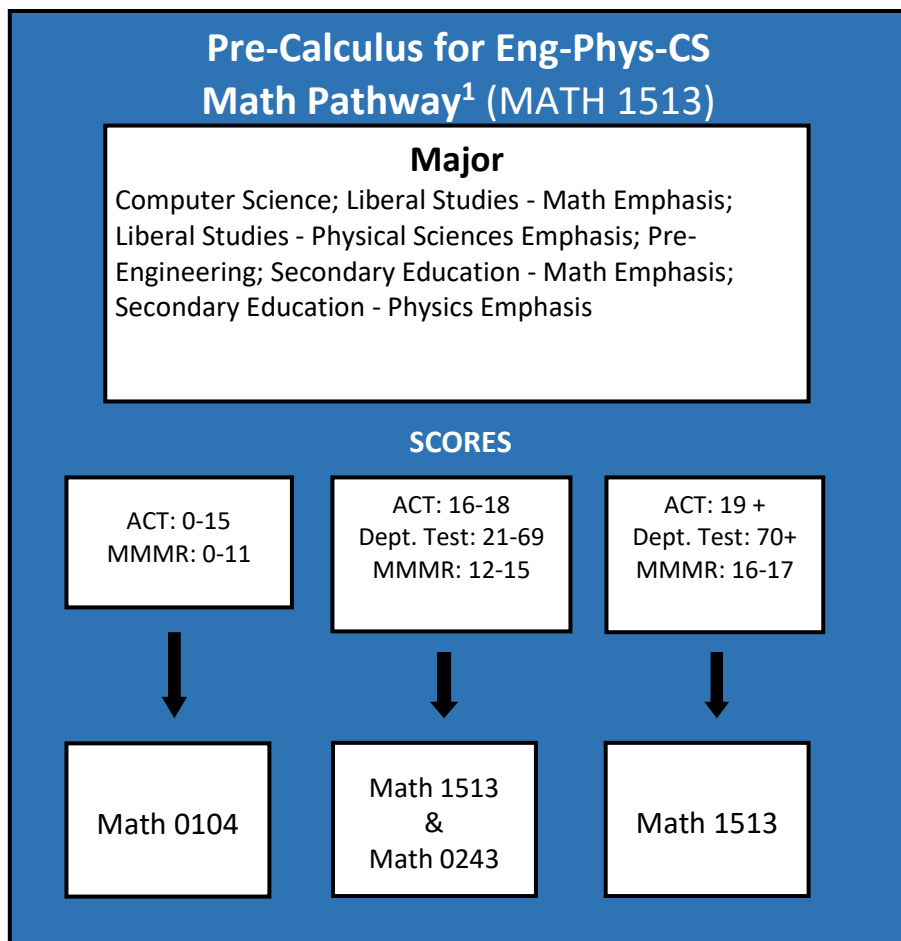 Pre-Calculus for Eng-Phys-CS
Math Pathway¹ (MATH 1513)
Major
Computer Science; Liberal Studies - Math Emphasis;
Liberal Studies - Physical Sciences Emphasis; Pre-
Engineering; Secondary Education - Math Emphasis;
Secondary Education - Physics Emphasis
SCORES
ACT: 0-15
MMMR: 0-11
ACT: 16-18
Dept. Test: 21-69
MMMR: 12-15
ACT: 19 +
Dept. Test: 70+
MMMR: 16-17
Math 0104
Math 1513
&
Math 0243
Math 1513